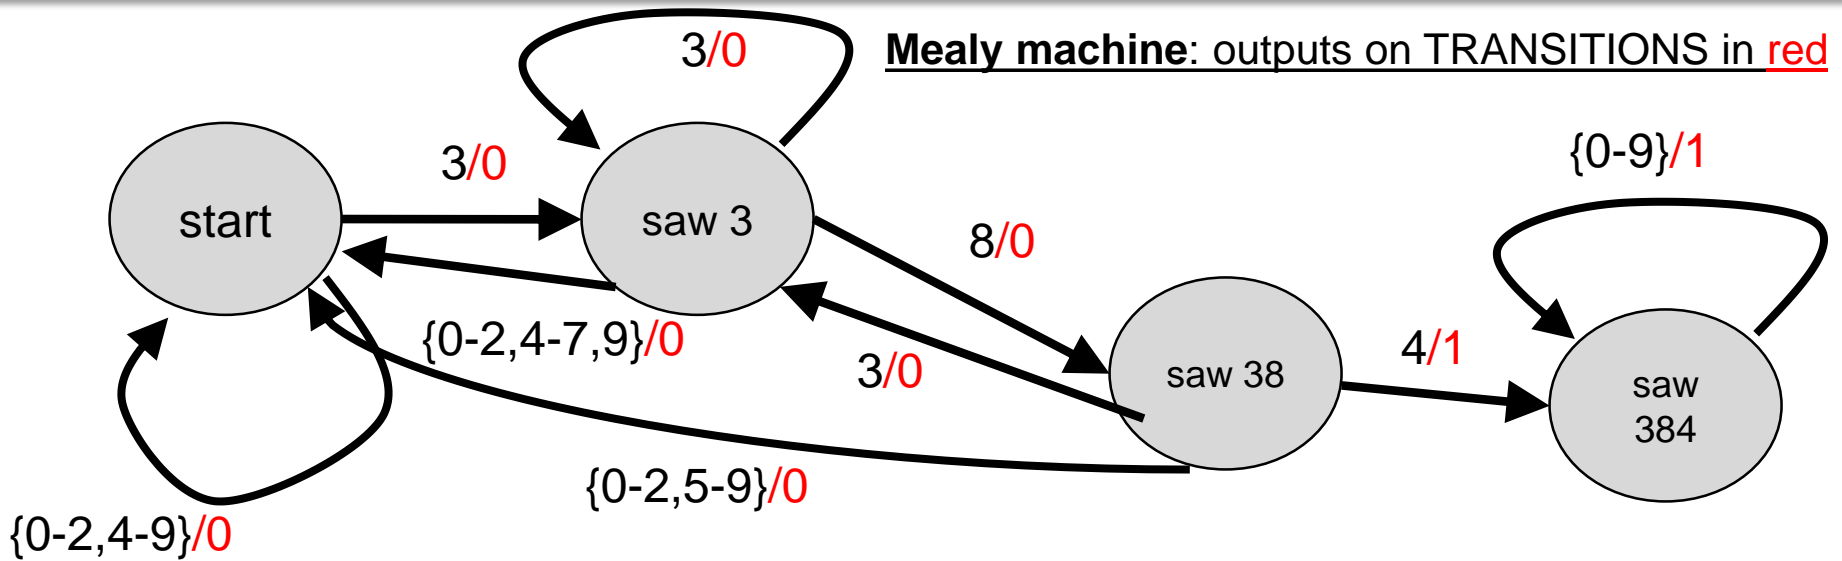 Mealy machine: outputs on TRANSITIONS in red
3/0
3/0
{0-9}/1
start
saw 3
8/0
{0-2,4-7,9}/0
3/0
saw 38
4/1
saw
384
{0-2,5-9}/0
{0-2,4-9}/0